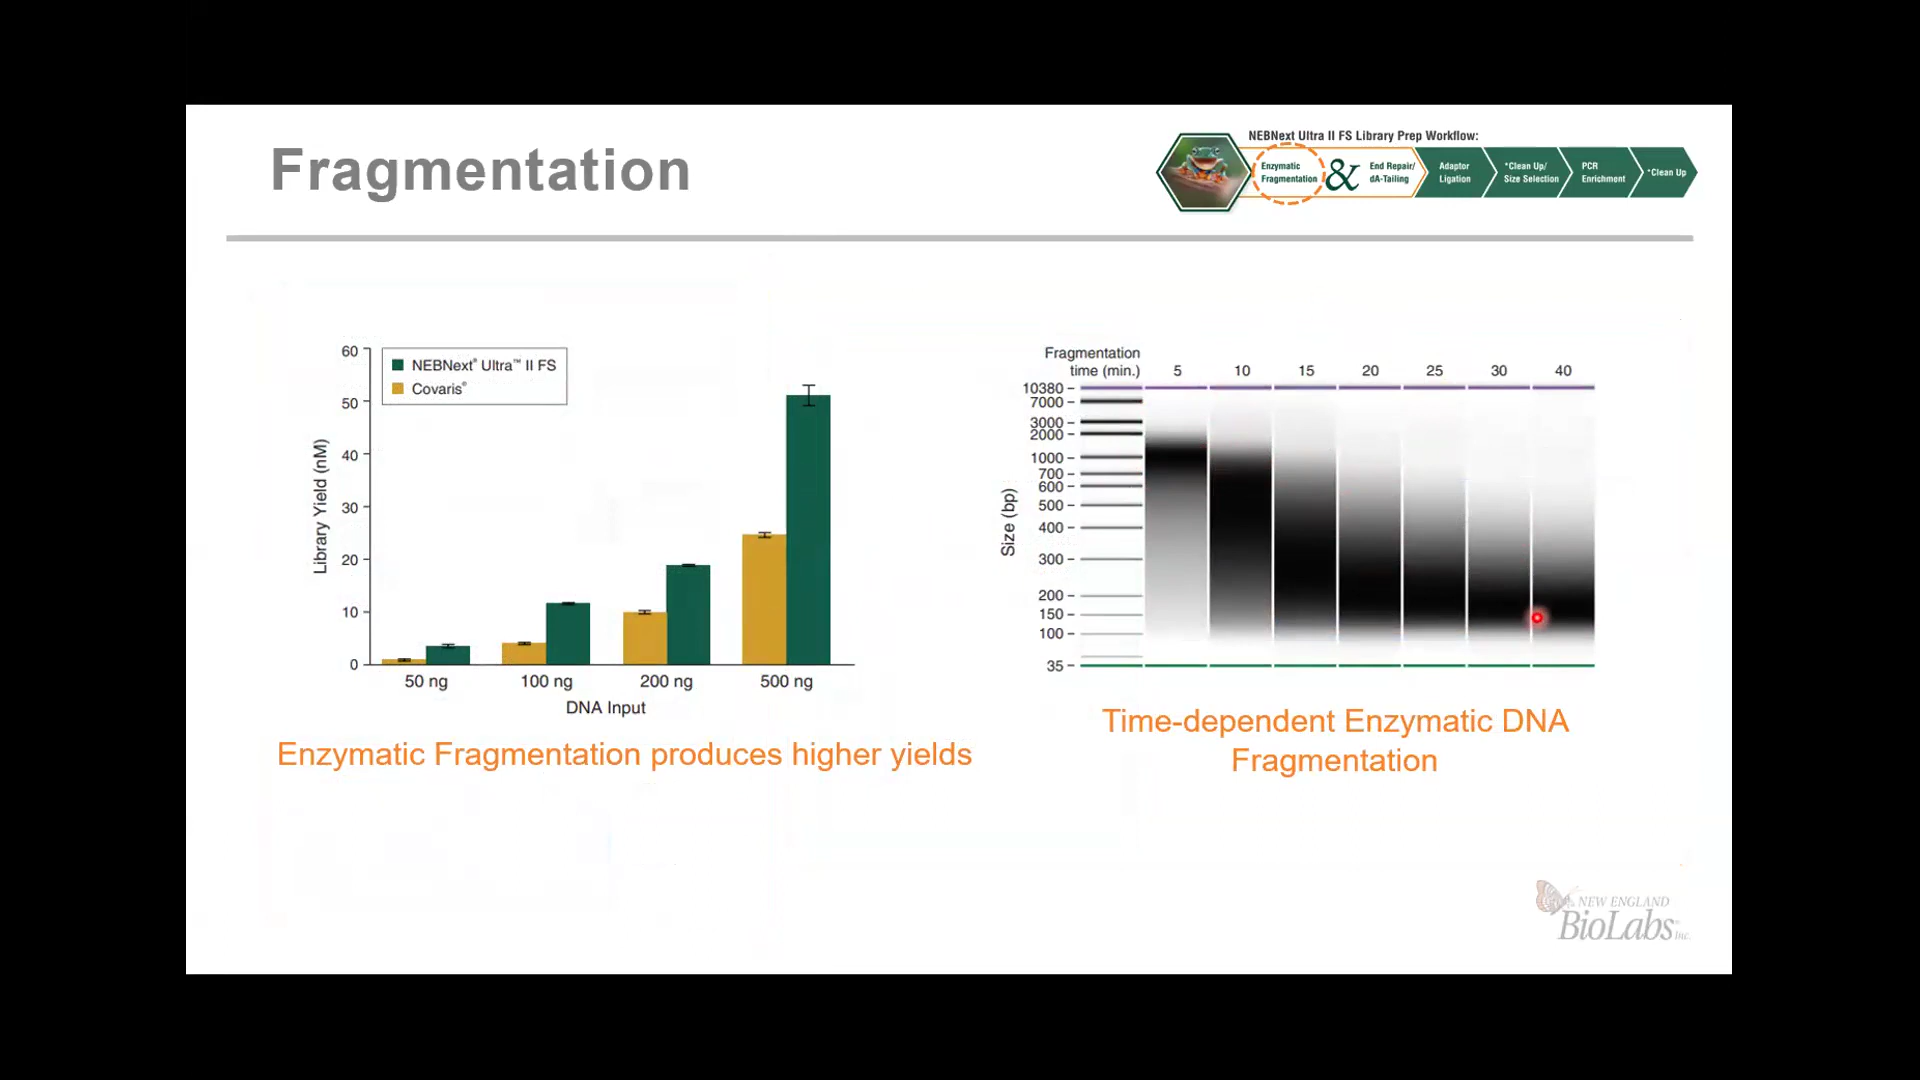 Fragmentation
NEBNext Ultra II FS Library Prep Workflow:
Enzymatic
Fragmentation
&
End Repair/
dA-Tailing
Adaptor
Ligation
*Clean Up/
Size Selection
PCR
Enrichment
*Clean Up
Library Yield (nM)
60
50
40
30
20
10
0
NEBNext® Ultra™ II FS
Covaris®
50 ng
100 ng
200 ng
500 ng
DNA Input
Enzymatic Fragmentation produces higher yields
Fragmentation
time (min.)
5
10
15
20
25
30
40
Size (bp)
10380
7000
3000
2000
1000
700
600
500
400
300
200
150
100
35
Time-dependent Enzymatic DNA
Fragmentation
NEW ENGLAND
BioLabs® Inc.